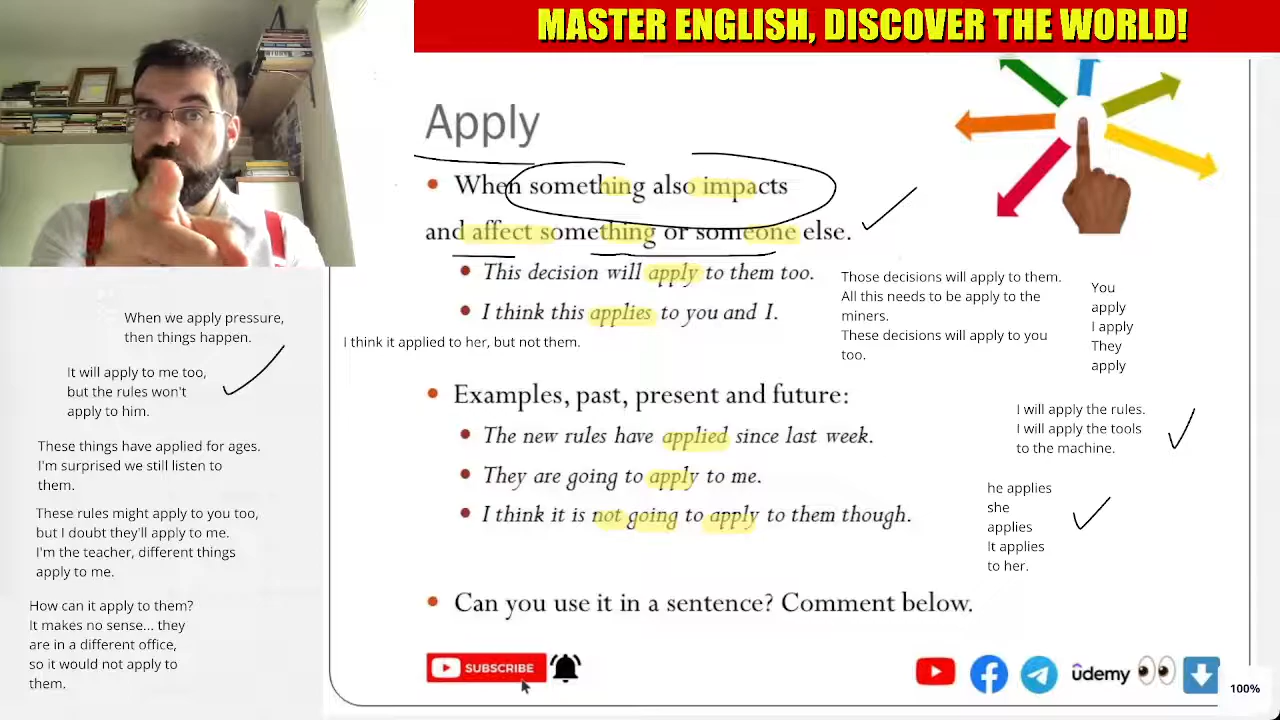 MASTER ENGLISH, DISCOVER THE WORLD!
Apply
When something also impacts
and affect something or someone else.
This decision will apply to them too.
I think this applies to you and I.
I think it applied to her, but not them.
Those decisions will apply to them.
All this needs to be apply to the
miners.
These decisions will apply to you
too.
You
apply
I apply
They
apply
When we apply pressure,
then things happen.
It will apply to me too,
but the rules won't
apply to him.
These things have applied for ages.
I'm surprised we still listen to
them.
These rules might apply to you too,
but I doubt they'll apply to me.
I'm the teacher, different things
apply to me.
How can it apply to them?
It makes no sense... they
are in a different office,
so it would not apply to
them.
Examples, past, present and future:
The new rules have applied since last week.
They are going to apply to me.
I think it is not going to apply to them though.
I will apply the rules.
I will apply the tools
to the machine.
he applies
she
applies
It applies
to her.
Can you use it in a sentence? Comment below.
SUBSCRIBE
ûdemy
100%